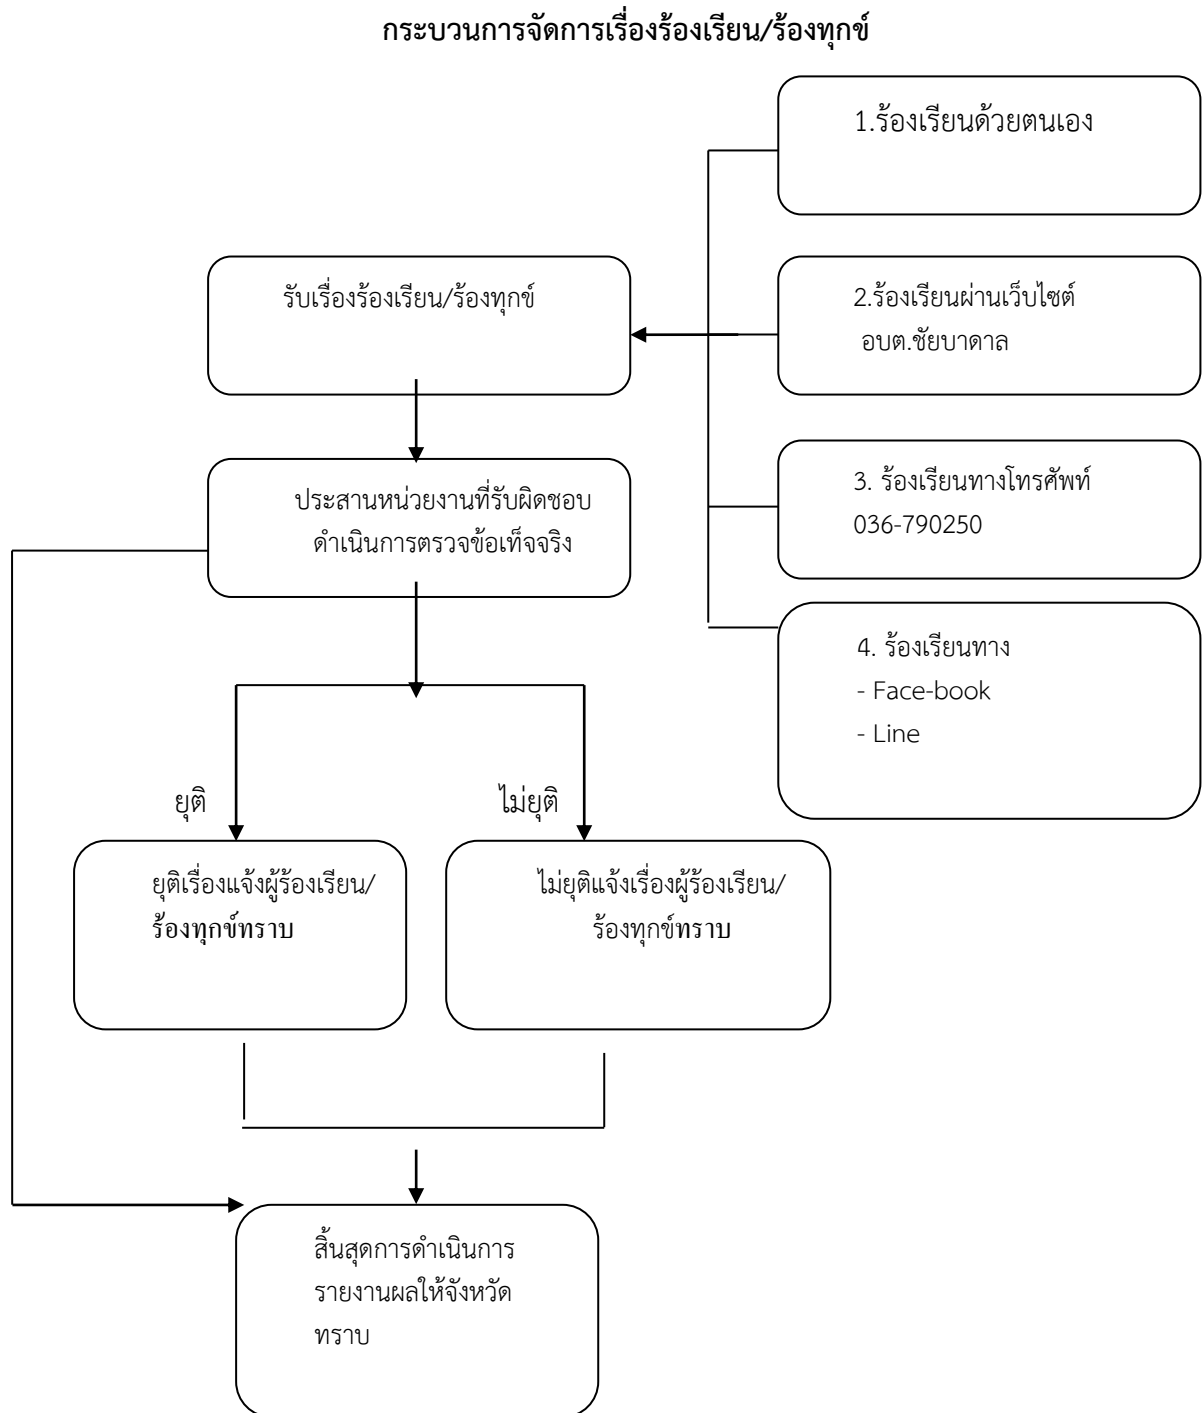 กระบวนการจัดการเรื่องร้องเรียน/ร้องทุกข์
1.ร้องเรียนด้วยตนเอง
รับเรื่องร้องเรียน/ร้องทุกข์
2.ร้องเรียนผ่านเว็บไซต์
อบต.ชัยบาดาล
ประสานหน่วยงานที่รับผิดชอบ
ดำเนินการตรวจข้อเท็จจริง
3. ร้องเรียนทางโทรศัพท์
036-790250
4. ร้องเรียนทาง
- Face-book
- Line
ยุติ
ไม่ยุติ
ยุติเรื่องแจ้งผู้ร้องเรียน/
ร้องทุกข์ทราบ
ไม่ยุติแจ้งเรื่องผู้ร้องเรียน/
ร้องทุกข์ทราบ
สิ้นสุดการดำเนินการ
รายงานผลให้จังหวัด
ทราบ